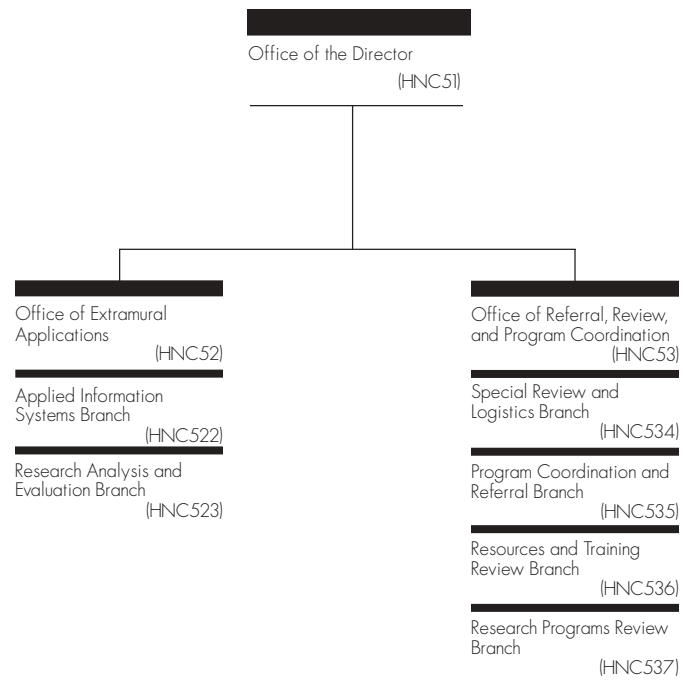 Office of the Director
(HNC51)
Office of Extramural
Applications
(HNC52)
Applied Information
Systems Branch
(HNC522)
Research Analysis and
Evaluation Branch
(HNC523)
Office of Referral, Review,
and Program Coordination
(HNC53)
Special Review and
Logistics Branch
(HNC534)
Program Coordination and
Referral Branch
(HNC535)
Resources and Training
Review Branch
(HNC536)
Research Programs Review
Branch
(HNC537)